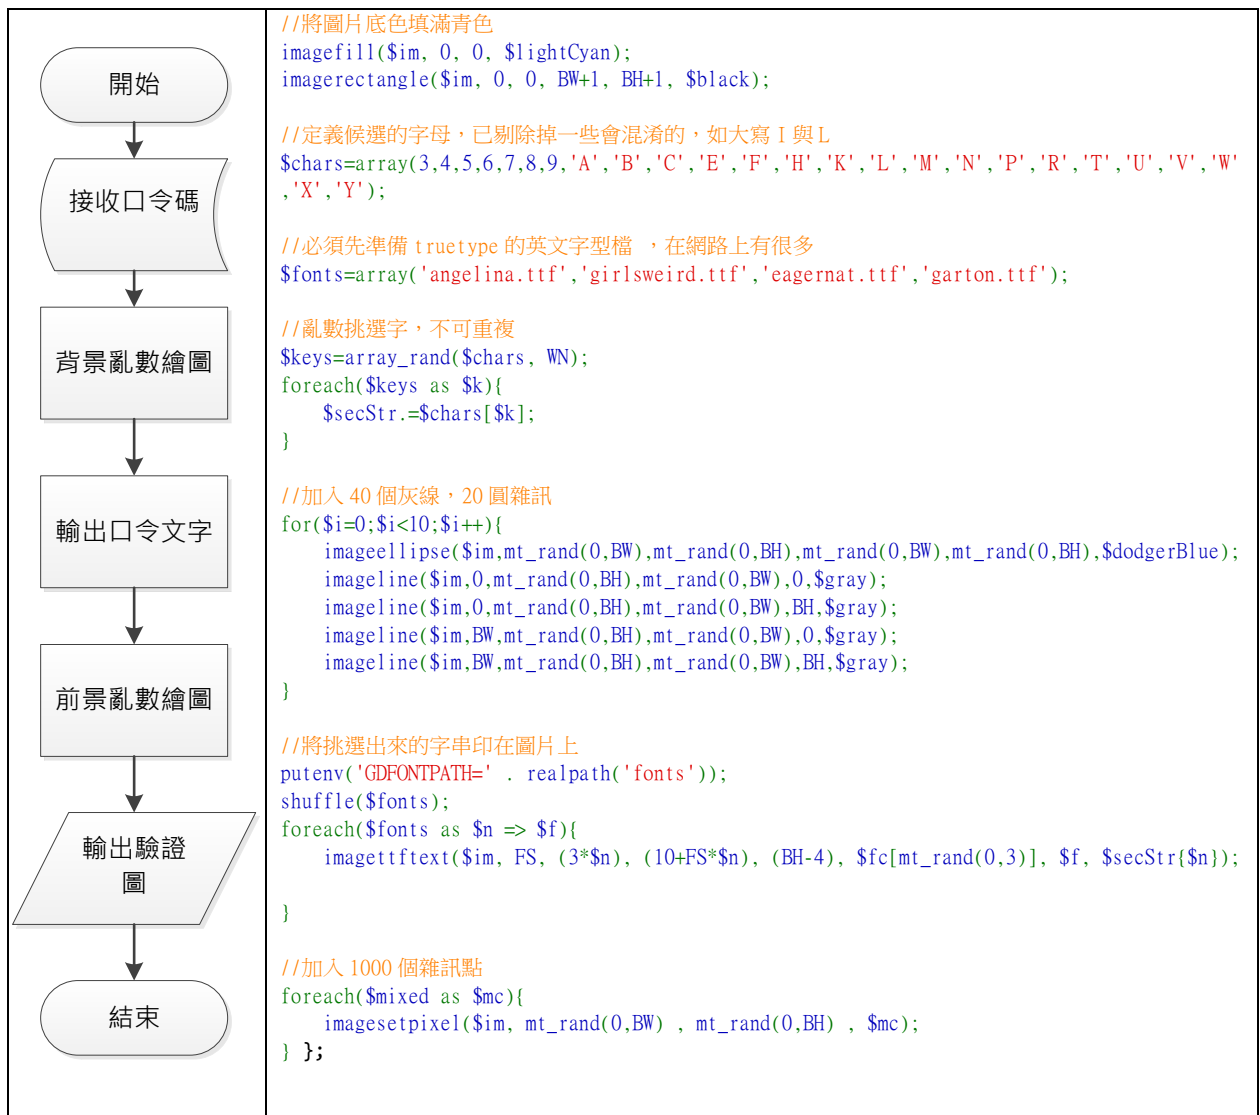 開始
接收口令碼
背景亂數繪圖
輸出口令文字
前景亂數繪圖
輸出驗證
圖
結束
//將圖片底色填滿青色
imagefill($im, 0, 0, $lightCyan);
imagerectangle($im, 0, 0, BW+1, BH+1, $black);
//定義候選的字母，已剔除掉一些會混淆的，如大寫 I 與 L
$chars=array(3,4,5,6,7,8,9,'A','B','C','E','F','H','K','L','M','N','P','R','T','U','V','W'
,'X','Y');
//必須先準備 truetype 的英文字型檔 ，在網路上有很多
$fonts=array('angelina.ttf','girlsweird.ttf','eagernat.ttf','garton.ttf');
//亂數挑選字，不可重複
$keys=array_rand($chars, WN);
foreach($keys as $k){
    $secStr.=$chars[$k];
}
//加入 40 個灰線，20 圓雜訊
for($i=0;$i<10;$i++){
    imageellipse($im,mt_rand(0,BW),mt_rand(0,BH),mt_rand(0,BW),mt_rand(0,BH),$dodgerBlue);
    imageline($im,0,mt_rand(0,BH),mt_rand(0,BW),0,$gray);
    imageline($im,0,mt_rand(0,BH),mt_rand(0,BW),BH,$gray);
    imageline($im,BW,mt_rand(0,BH),mt_rand(0,BW),0,$gray);
    imageline($im,BW,mt_rand(0,BH),mt_rand(0,BW),BH,$gray);
}
//將挑選出來的字串印在圖片上
putenv('GDFONTPATH=' . realpath('fonts'));
shuffle($fonts);
foreach($fonts as $n => $f){
    imagettftext($im, FS, (3*$n), (10+FS*$n), (BH-4), $fc[mt_rand(0,3)], $f, $secStr{$n});
}
//加入 1000 個雜訊點
foreach($mixed as $mc){
    imagesetpixel($im, mt_rand(0,BW) , mt_rand(0,BH) , $mc);
} };